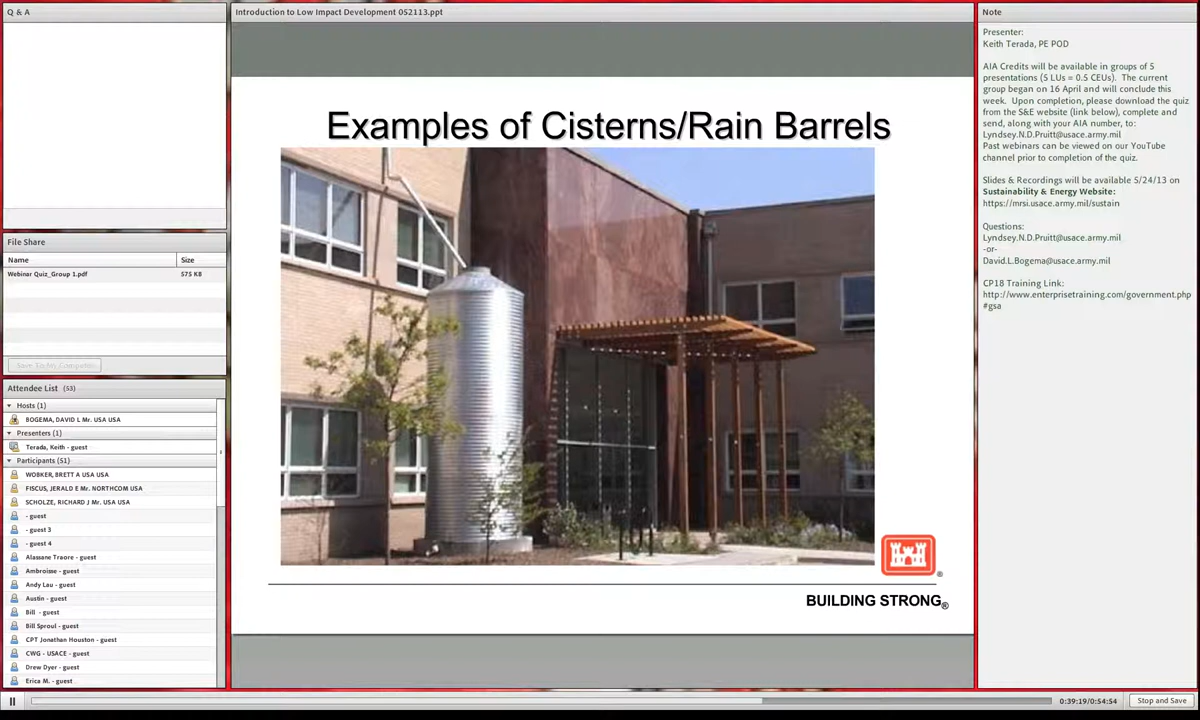 Q & A
File Share
Name Size
Webinar Quiz_Group 1.pdf 575 KB
Save To My Computer
Attendee List (53)
Hosts (1)
BOGEMA, DAVID L Mr. USA USA
Presenters (1)
Terada, Keith - guest
Participants (51)
WOBKER, BRETT A USA USA
FISCUS, JERALD E Mr. NORTHCOM USA
SCHOLZE, RICHARD J Mr. USA USA
- guest
- guest 3
- guest 4
Alassane Traore - guest
Ambroisse - guest
Andy Lau - guest
Austin - guest
Bill - guest
Bill Sproul - guest
CPT Jonathan Houston - guest
CWG - USACE - guest
Drew Dyer - guest
Erica M. - guest
Introduction to Low Impact Development 052113.ppt
Examples of Cisterns/Rain Barrels
®
BUILDING STRONG®
Note
Presenter:
Keith Terada, PE POD
AIA Credits will be available in groups of 5
presentations (5 LUs = 0.5 CEUs). The current
group began on 16 April and will conclude this
week. Upon completion, please download the quiz
from the S&E website (link below), complete and
send, along with your AIA number, to:
Lyndsey.N.D.Pruitt@usace.army.mil
Past webinars can be viewed on our YouTube
channel prior to completion of the quiz.
Slides & Recordings will be available 5/24/13 on
Sustainability & Energy Website:
https://mrsi.usace.army.mil/sustain
Questions:
Lyndsey.N.D.Pruitt@usace.army.mil
-or-
David.L.Bogema@usace.army.mil
CP18 Training Link:
http://www.enterprisetraining.com/government.php
#gsa
0:39:19/0:54:54
Stop and Save